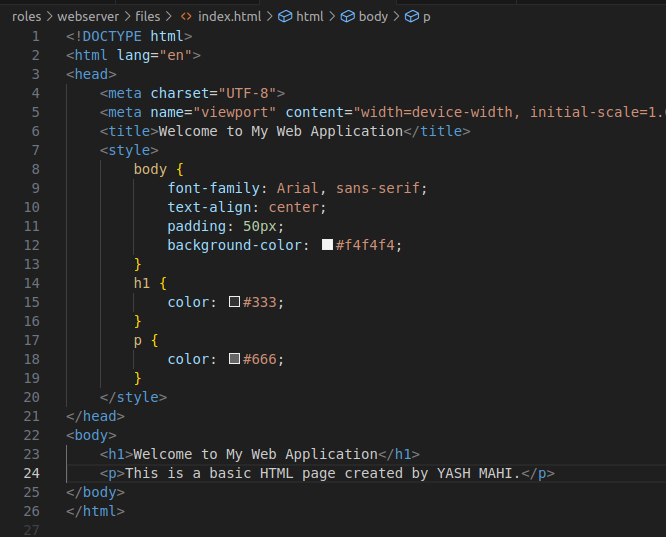 roles > webserver > files > <> index.html > html > body > p
1 <!DOCTYPE html>
2 <html lang="en">
3 <head>
4     <meta charset="UTF-8">
5     <meta name="viewport" content="width=device-width, initial-scale=1.
6     <title>Welcome to My Web Application</title>
7     <style>
8         body {
9             font-family: Arial, sans-serif;
10             text-align: center;
11             padding: 50px;
12             background-color: #f4f4f4;
13         }
14         h1 {
15             color: #333;
16         }
17         p {
18             color: #666;
19         }
20     </style>
21 </head>
22 <body>
23     <h1>Welcome to My Web Application</h1>
24     <p>This is a basic HTML page created by YASH MAHI.</p>
25 </body>
26 </html>
27